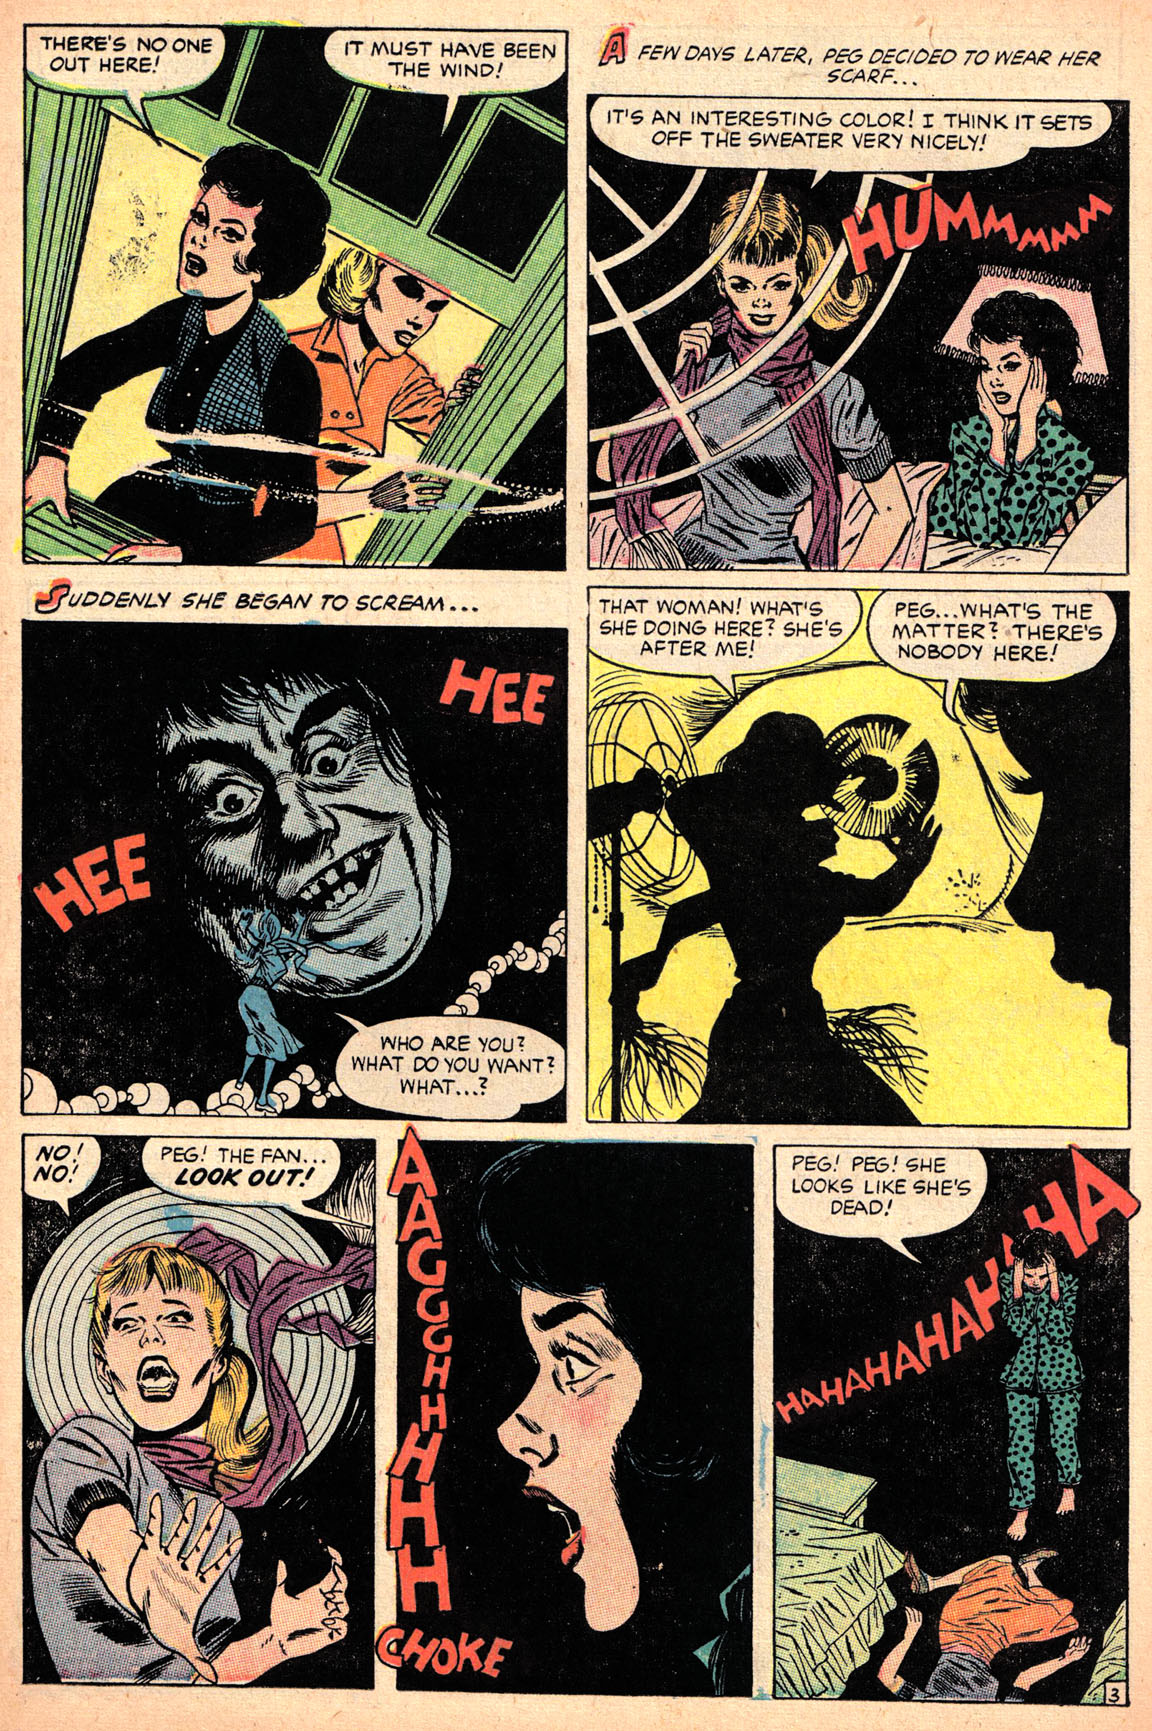 THERE'S NO ONE
OUT HERE!
IT MUST HAVE BEEN
THE WIND!
A FEW DAYS LATER, PEG DECIDED TO WEAR HER
SCARF...
IT'S AN INTERESTING COLOR! I THINK IT SETS
OFF THE SWEATER VERY NICELY!
HUMMMMMM
SUDDENLY SHE BEGAN TO SCREAM...
HEE
HEE
WHO ARE YOU?
WHAT DO YOU WANT?
WHAT...?
THAT WOMAN! WHAT'S
SHE DOING HERE? SHE'S
AFTER ME!
PEG...WHAT'S THE
MATTER? THERE'S
NOBODY HERE!
NO!
NO!
PEG! THE FAN...
LOOK OUT!
AAGGGHHHHHH
CHOKE
PEG! PEG! SHE
LOOKS LIKE SHE'S
DEAD!
HAHAHAHAHAHAHA
3